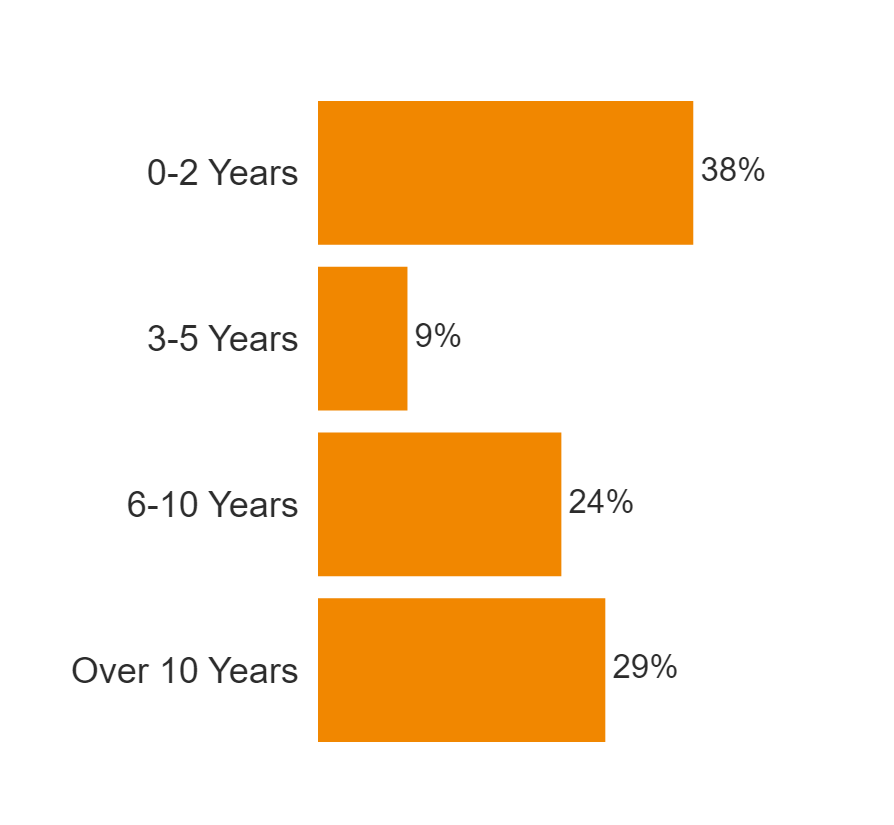 0-2 Years 38%
3-5 Years 9%
6-10 Years 24%
Over 10 Years 29%